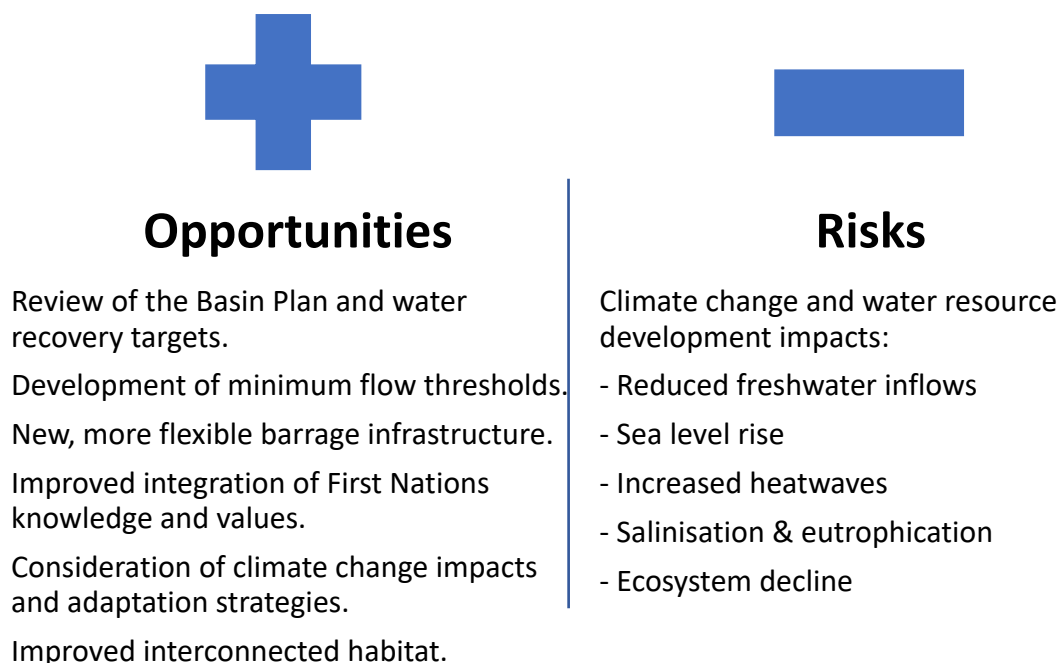 Opportunities
Review of the Basin Plan and water
recovery targets.
Development of minimum flow thresholds.
New, more flexible barrage infrastructure.
Improved integration of First Nations
knowledge and values.
Consideration of climate change impacts
and adaptation strategies.
Improved interconnected habitat.
Risks
Climate change and water resource
development impacts:
- Reduced freshwater inflows
- Sea level rise
- Increased heatwaves
- Salinisation & eutrophication
- Ecosystem decline